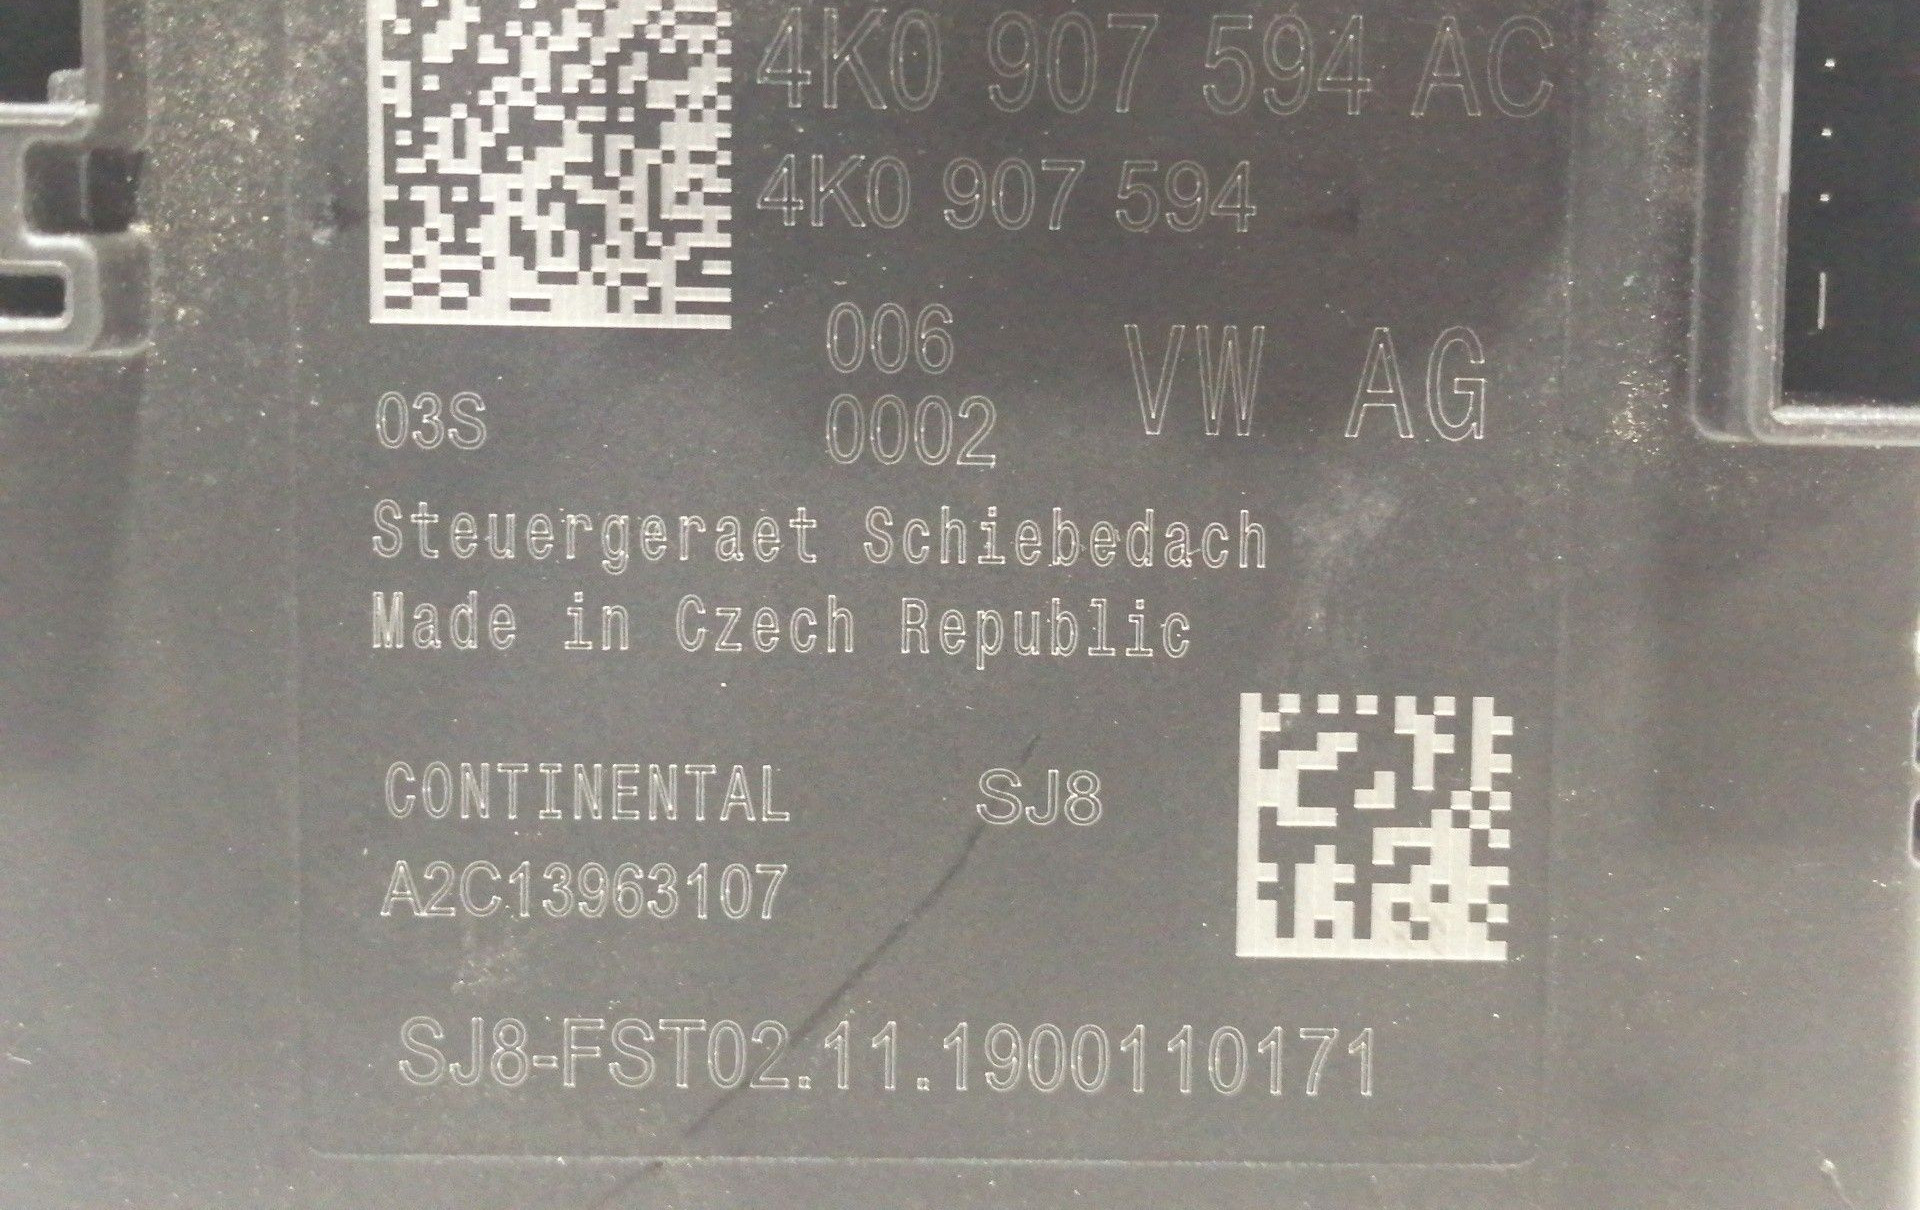 4K0 907 594 AC
4K0 907 594
006
03S 0002 VW AG
Steuergeraet Schiebedach
Made in Czech Republic
CONTINENTAL SJ8
A2C13963107
SJ8-FST02.11.1900110171